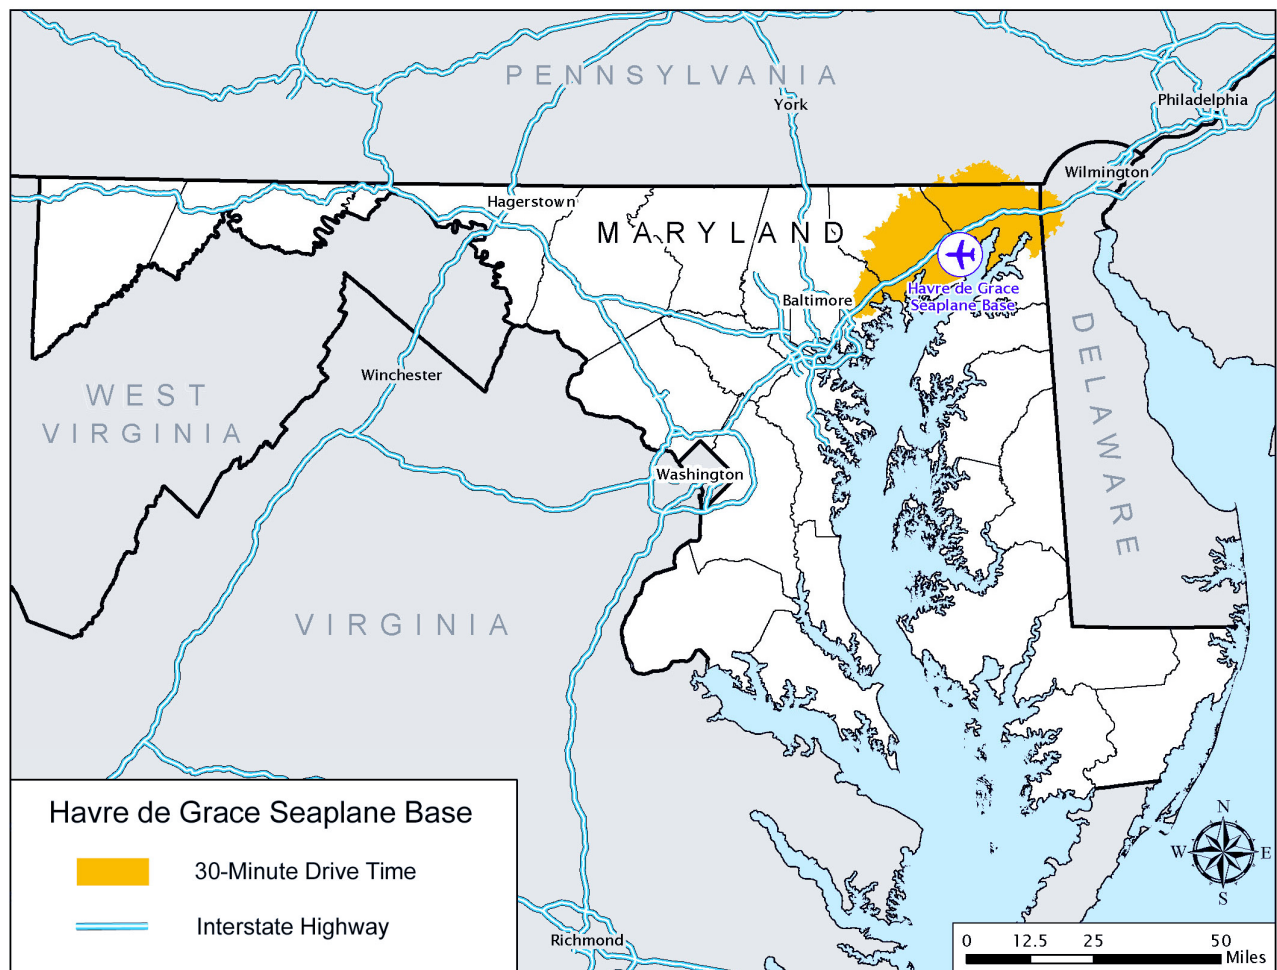 PENNSYLVANIA
York
Philadelphia
Wilmington
Hagerstown
MARYLAND
Havre de Grace
Seaplane Base
Baltimore
DELAWARE
Winchester
WEST
VIRGINIA
Washington
VIRGINIA
Richmond
Havre de Grace Seaplane Base
30-Minute Drive Time
Interstate Highway
N
W
E
S
0 12.5 25 50
Miles